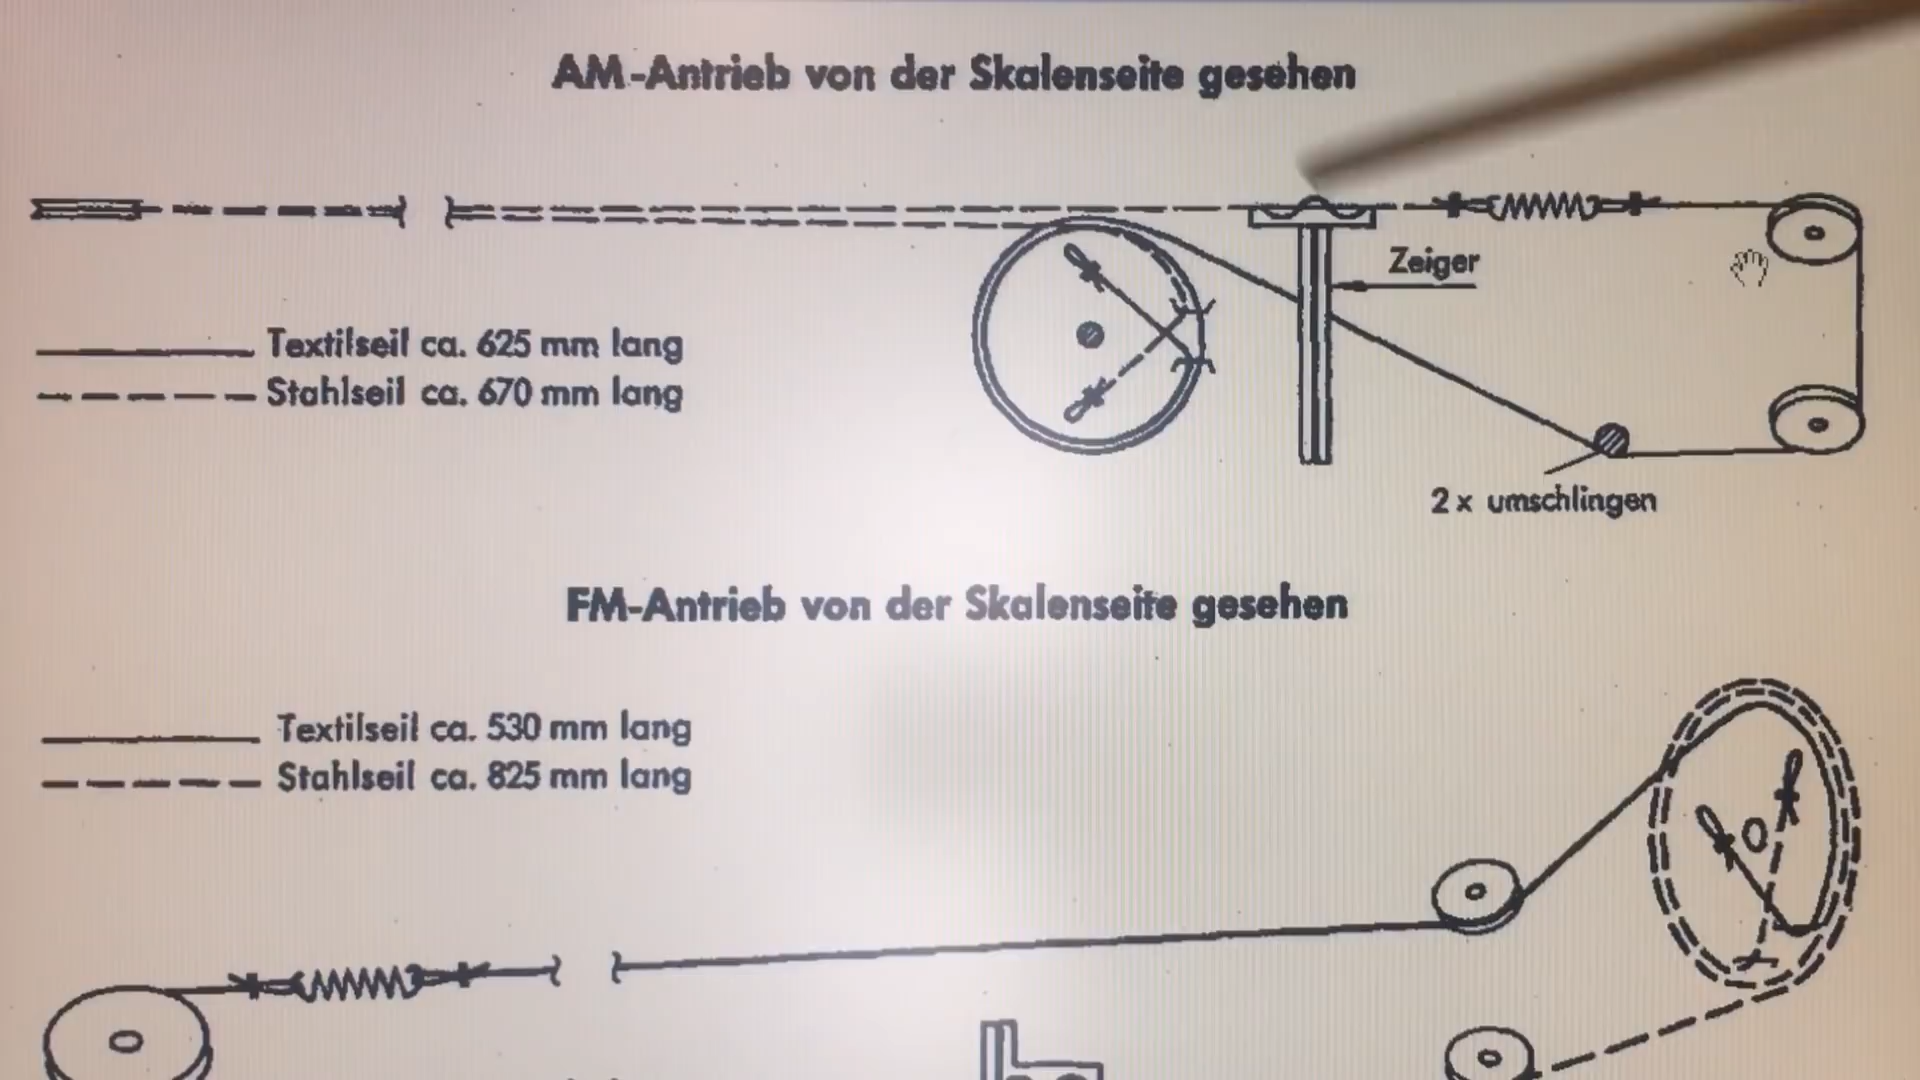 AM-Antrieb von der Skalenseite gesehen
Zeiger
Textilseil ca. 625 mm lang
Stahlseil ca. 670 mm lang
2 x umschlingen
FM-Antrieb von der Skalenseite gesehen
Textilseil ca. 530 mm lang
Stahlseil ca. 825 mm lang